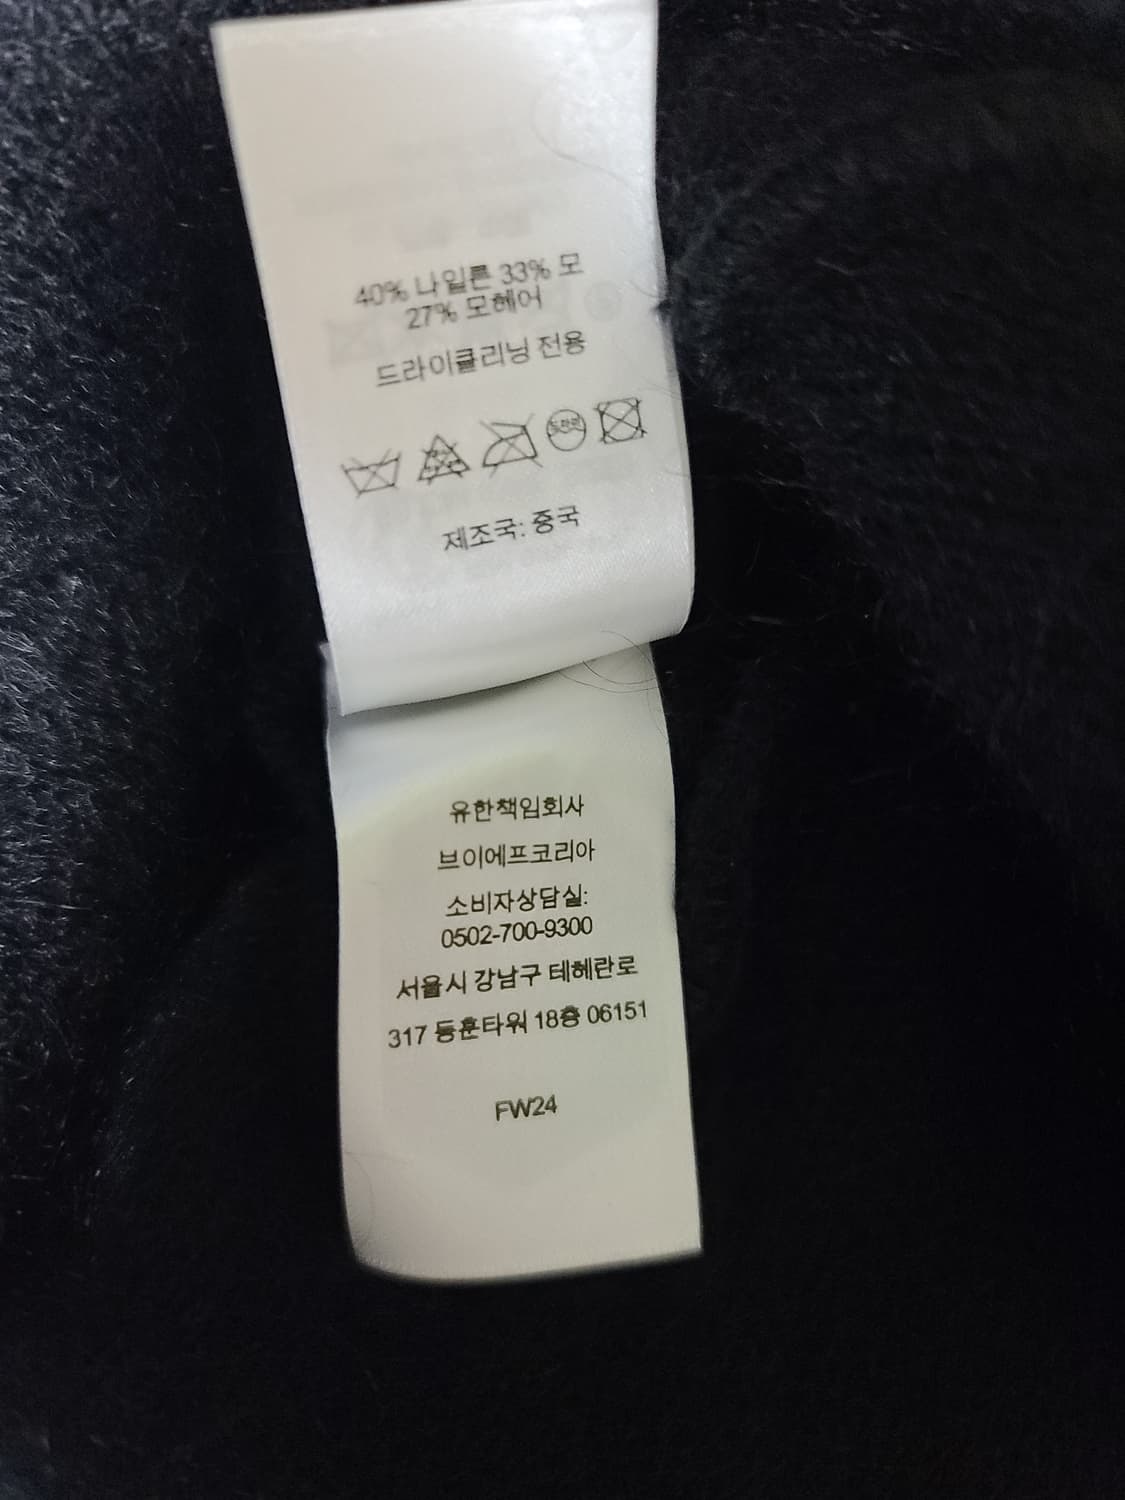 40% 나일론 33% 모
27% 모헤어
드라이클리닝 전용
드라이
제조국: 중국
유한책임회사
브이에프코리아
소비자상담실:
0502-700-9300
서울시 강남구 테헤란로
317 동훈타워 18층 06151
FW24